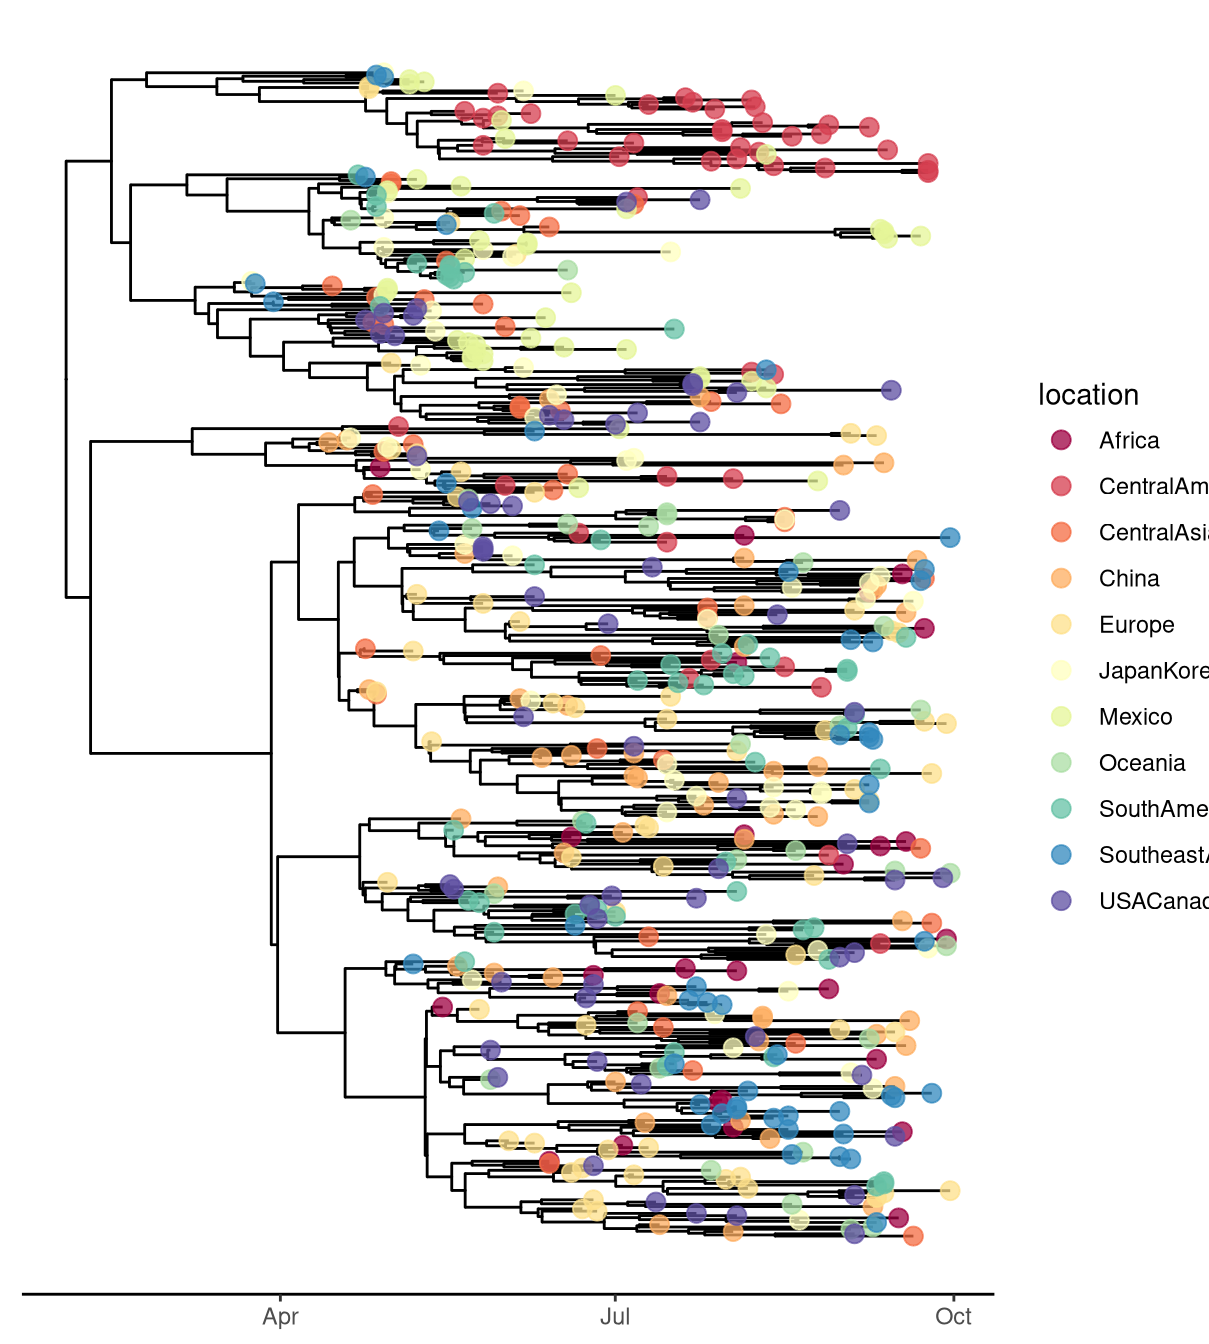 location
Africa
CentralAm
CentralAsi
China
Europe
JapanKore
Mexico
Oceania
SouthAme
Southeast
USACanad
Apr
Jul
Oct